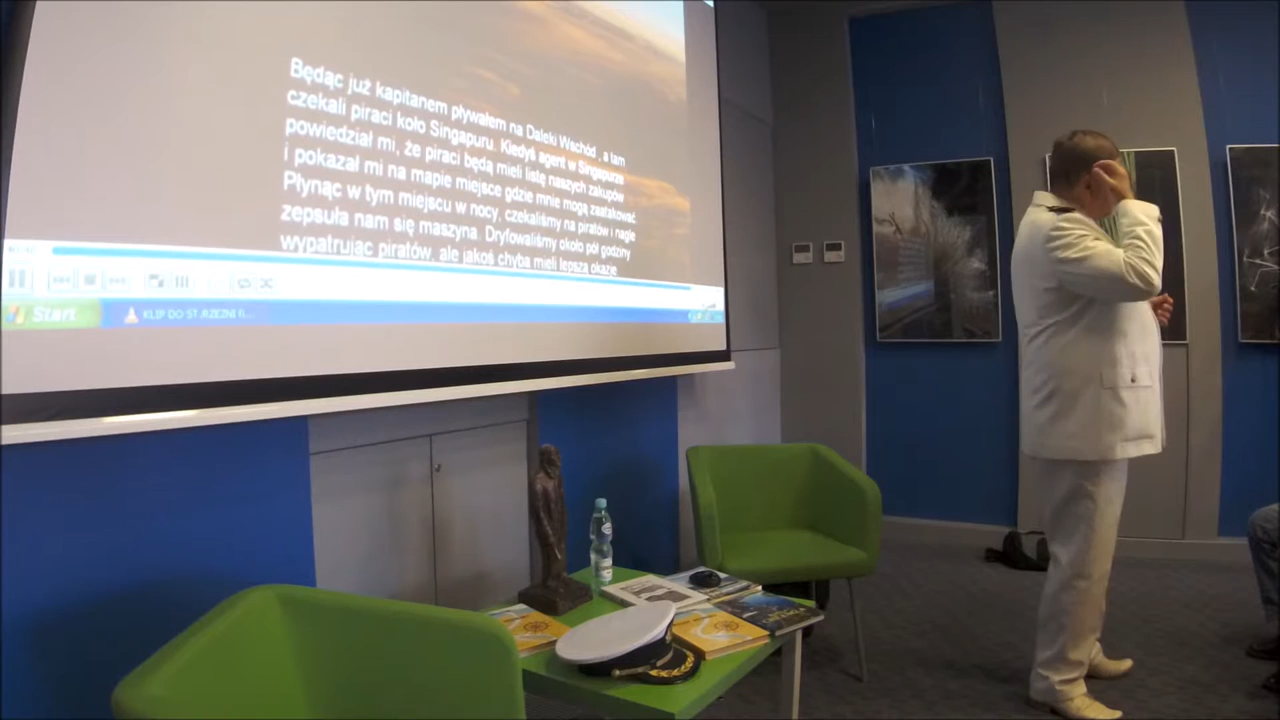 Będąc już kapitanem pływałem na Daleki Wschód , a tam
czekali piraci koło Singapuru. Kiedyś agent w Singapurze
powiedział mi, że piraci będą mieli listę naszych zakupów
i pokazał mi na mapie miejsce gdzie mnie mogą zaatakować.
Płynąc w tym miejscu w nocy, czekaliśmy na piratów i nagle
zepsuła nam się maszyna. Dryfowaliśmy około pół godziny
wypatrując piratów, ale jakoś chyba mieli lepszą okazję
Start
KLIP DO ST